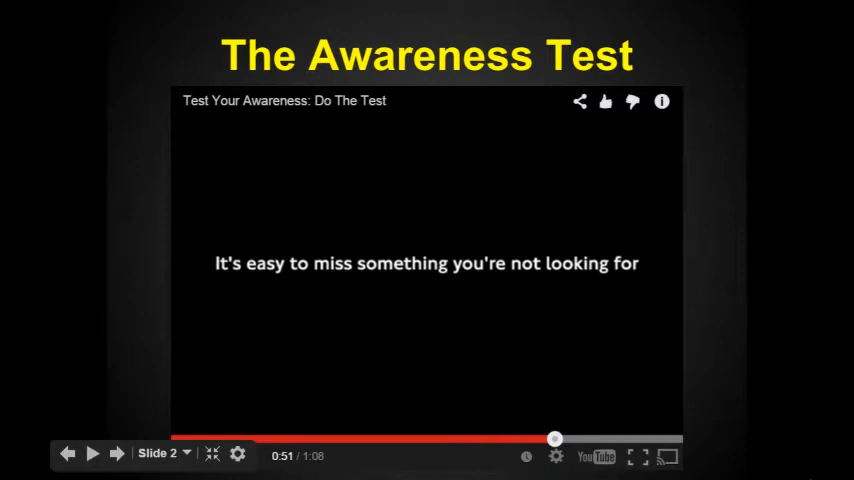 The Awareness Test
Test Your Awareness: Do The Test
It's easy to miss something you're not looking for
Slide 2
0:51 / 1:08
YouTube